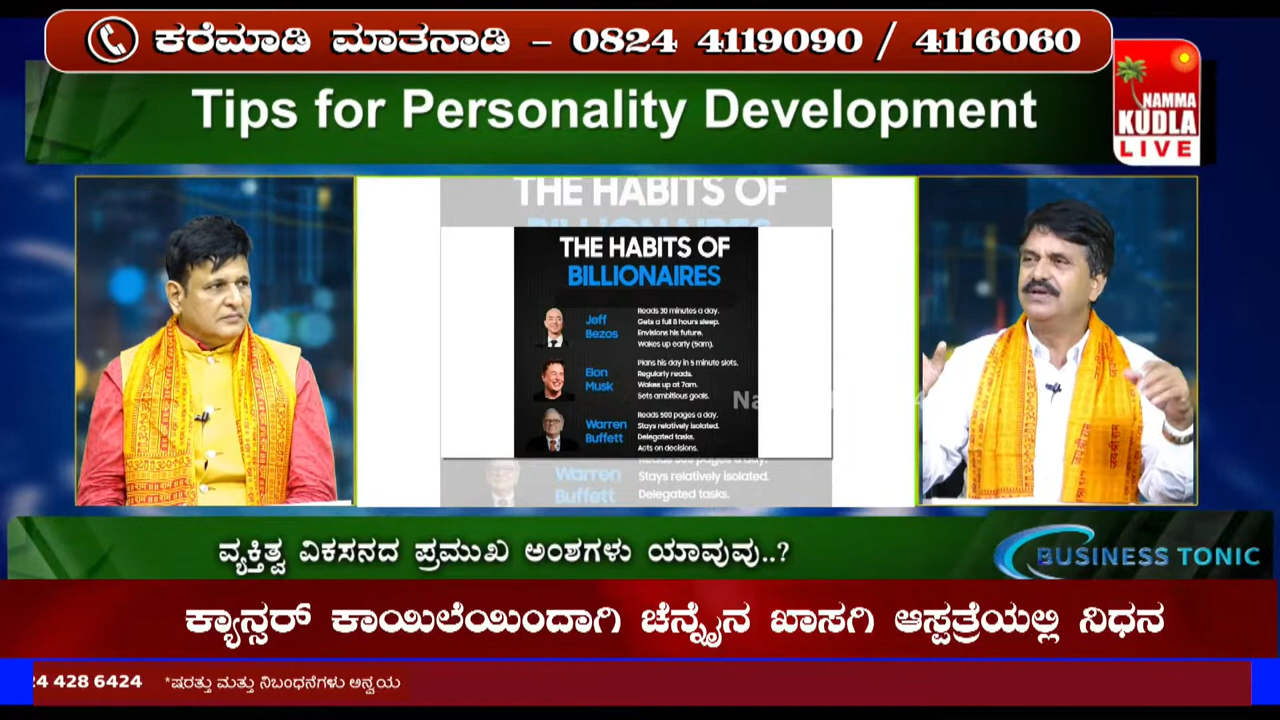 ಕರೆಮಾಡಿ ಮಾತನಾಡಿ – 0824 4119090 / 4116060
Tips for Personality Development
NAMMA
KUDLA
LIVE
THE HABITS OF
THE HABITS OF
BILLIONAIRES
Jeff
Bezos
Reads 30 minutes a day.
Gets a full 8 hours sleep.
Envisions his future.
Wakes up early (5am).
Elon
Musk
Plans his day in 5 minute slots.
Regularly reads.
Wakes up at 7am.
Sets ambitious goals.
Warren
Buffett
Reads 500 pages a day.
Stays relatively isolated.
Delegated tasks.
Acts on decisions.
Warren
Buffett
Stays relatively isolated.
Delegated tasks.
ವ್ಯಕ್ತಿತ್ವ ವಿಕಸನದ ಪ್ರಮುಖ ಅಂಶಗಳು ಯಾವುವು..?
BUSINESS TONIC
ಕ್ಯಾನ್ಸರ್ ಕಾಯಿಲೆಯಿಂದಾಗಿ ಚೆನ್ನೈನ ಖಾಸಗಿ ಆಸ್ಪತ್ರೆಯಲ್ಲಿ ನಿಧನ
24 428 6424 *ಷರತ್ತು ಮತ್ತು ನಿಬಂಧನೆಗಳು ಅನ್ವಯ